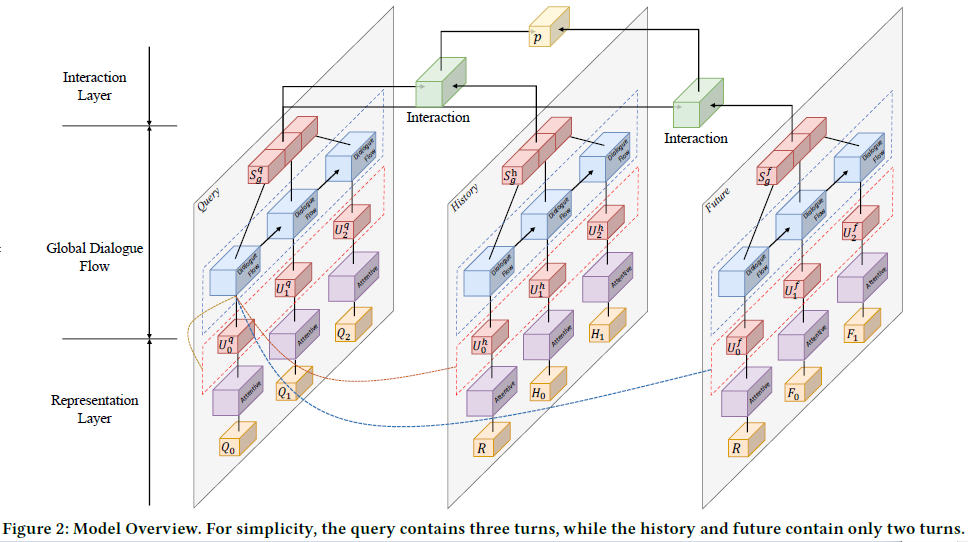 p
Interaction
Layer
Interaction
Interaction
Query
S_g^q
Dialogue
Flow
Dialogue
Flow
Dialogue
Flow
U_2^q
U_1^q
U_0^q
Attentive
Attentive
Attentive
Q_2
Q_1
Q_0
History
S_g^h
Dialogue
Flow
Dialogue
Flow
Dialogue
Flow
U_2^h
U_1^h
U_0^h
Attentive
Attentive
Attentive
H_1
H_0
R
Future
S_g^f
Dialogue
Flow
Dialogue
Flow
Dialogue
Flow
U_2^f
U_1^f
U_0^f
Attentive
Attentive
Attentive
F_1
F_0
R
Global Dialogue
Flow
Representation
Layer
Figure 2: Model Overview. For simplicity, the query contains three turns, while the history and future contain only two turns.